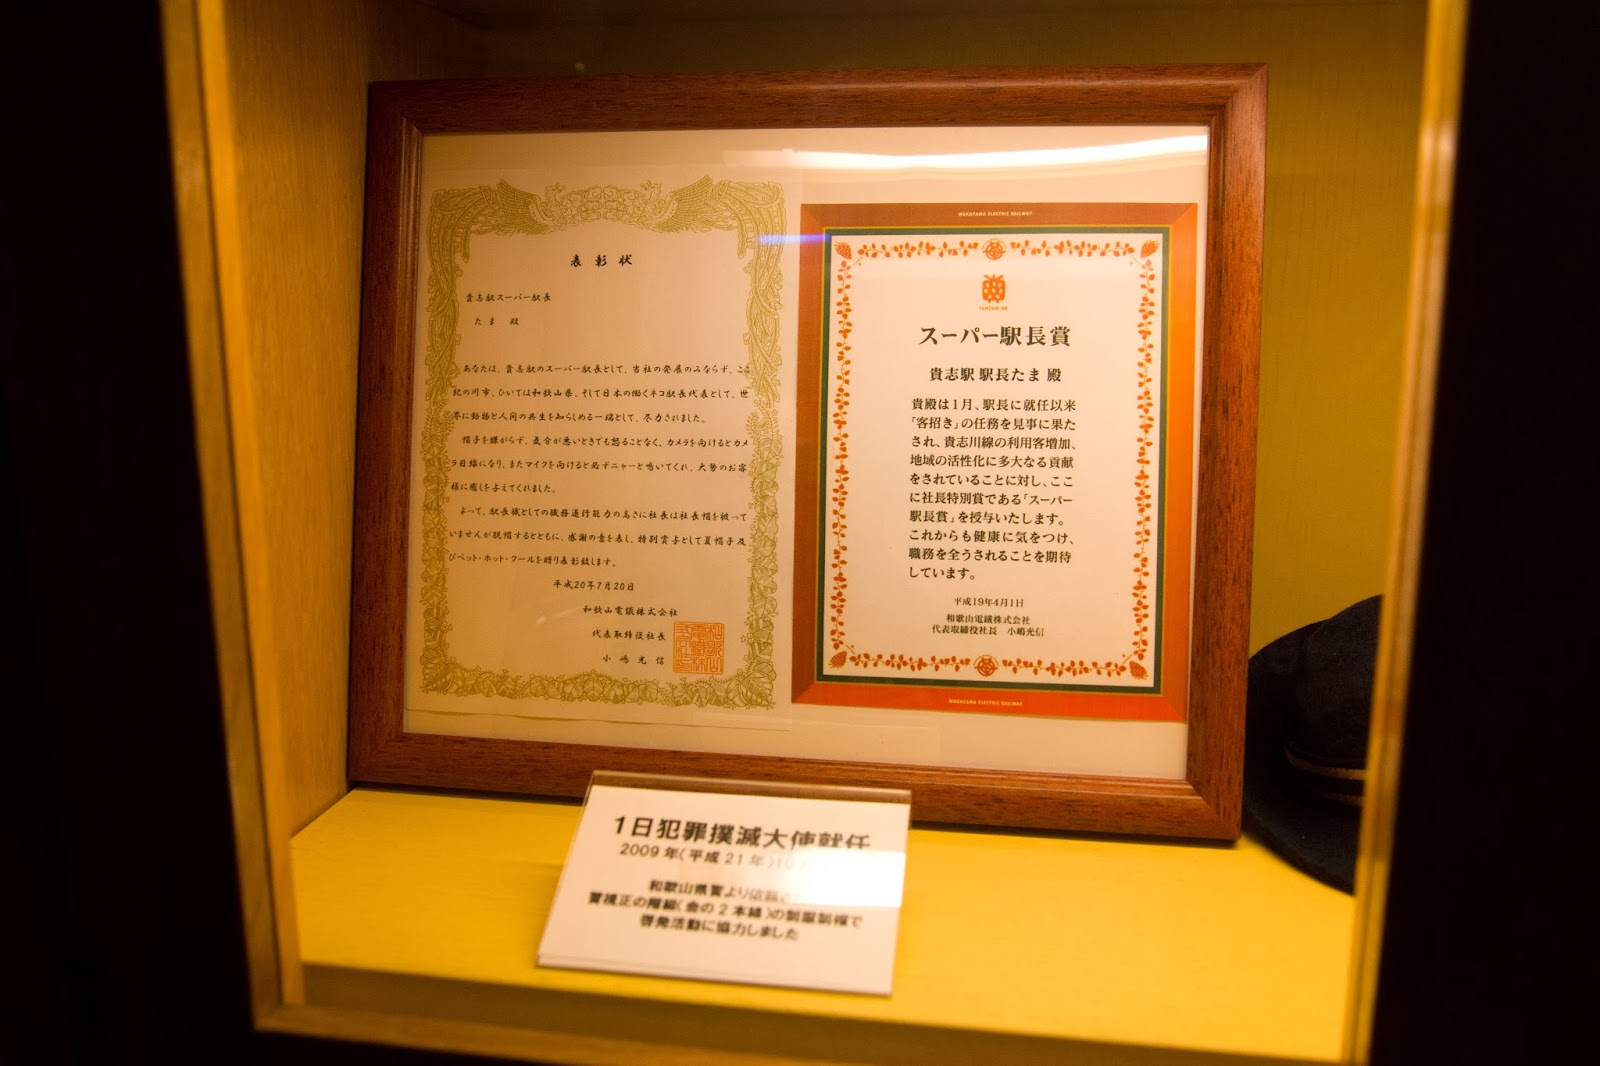 表彰状
貴志駅スーパー駅長
たま 殿
あなたは、貴志駅のスーパー駅長として、当社の発展のみならず、ここ
紀の川市、ひいては和歌山県、そして日本の働くネコ駅長代表として、世
界に動物と人間の共生を知らしめる一端として、尽力されました。
帽子を嫌がらず、気合が悪いときでも怒ることなく、カメラを向けるとカメ
ラ目線になり、またマイクを向けると必ずニャーと鳴いてくれ、大勢のお客
様に癒しを与えてくれました。
よって、駅長職としての職務遂行能力の高さに社長は社長帽を被って
いませんが脱帽するとともに、感謝の意を表し、特別賞与として夏帽子及
びペット・ホット・クールを贈り表彰致します。
平成20年7月20日
和歌山電鐵株式会社
代表取締役社長
小嶋光信
WAKAYAMA ELECTRIC RAILWAY
スーパー駅長賞
貴志駅 駅長たま 殿
貴殿は1月、駅長に就任以来
「客招き」の任務を見事に果た
され、貴志川線の利用客増加、
地域の活性化に多大なる貢献
をされていることに対し、ここ
に社長特別賞である「スーパー
駅長賞」を授与いたします。
これからも健康に気をつけ、
職務を全うされることを期待
しています。
平成19年4月1日
和歌山電鐵株式会社
代表取締役社長 小嶋光信
WAKAYAMA ELECTRIC RAILWAY
1日犯罪撲滅大使就任
2009年(平成21年)
和歌山県警より依頼
警視正の階級(金の2本線)の制服制帽で
啓発活動に協力しました